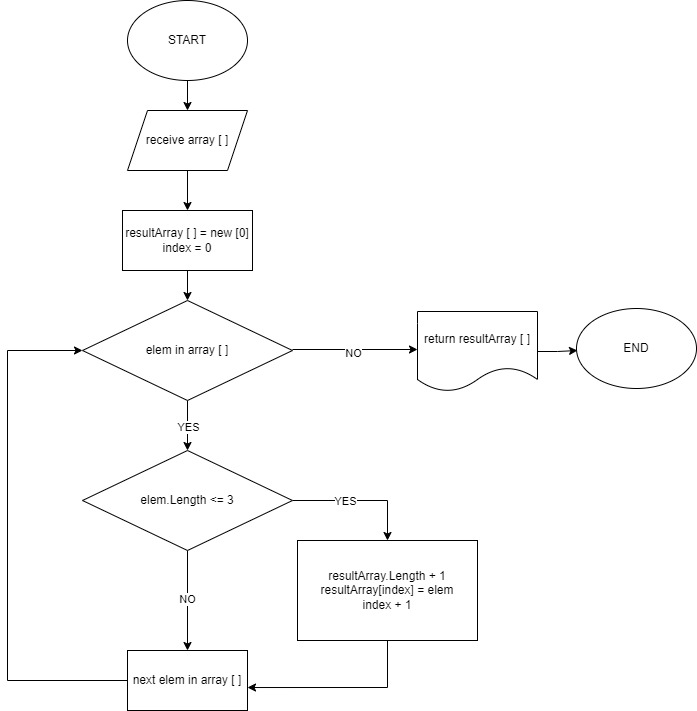 START
receive array [ ]
resultArray [ ] = new [0]
index = 0
elem in array [ ]
NO
return resultArray [ ]
END
YES
elem.Length <= 3
YES
resultArray.Length + 1
resultArray[index] = elem
index + 1
NO
next elem in array [ ]